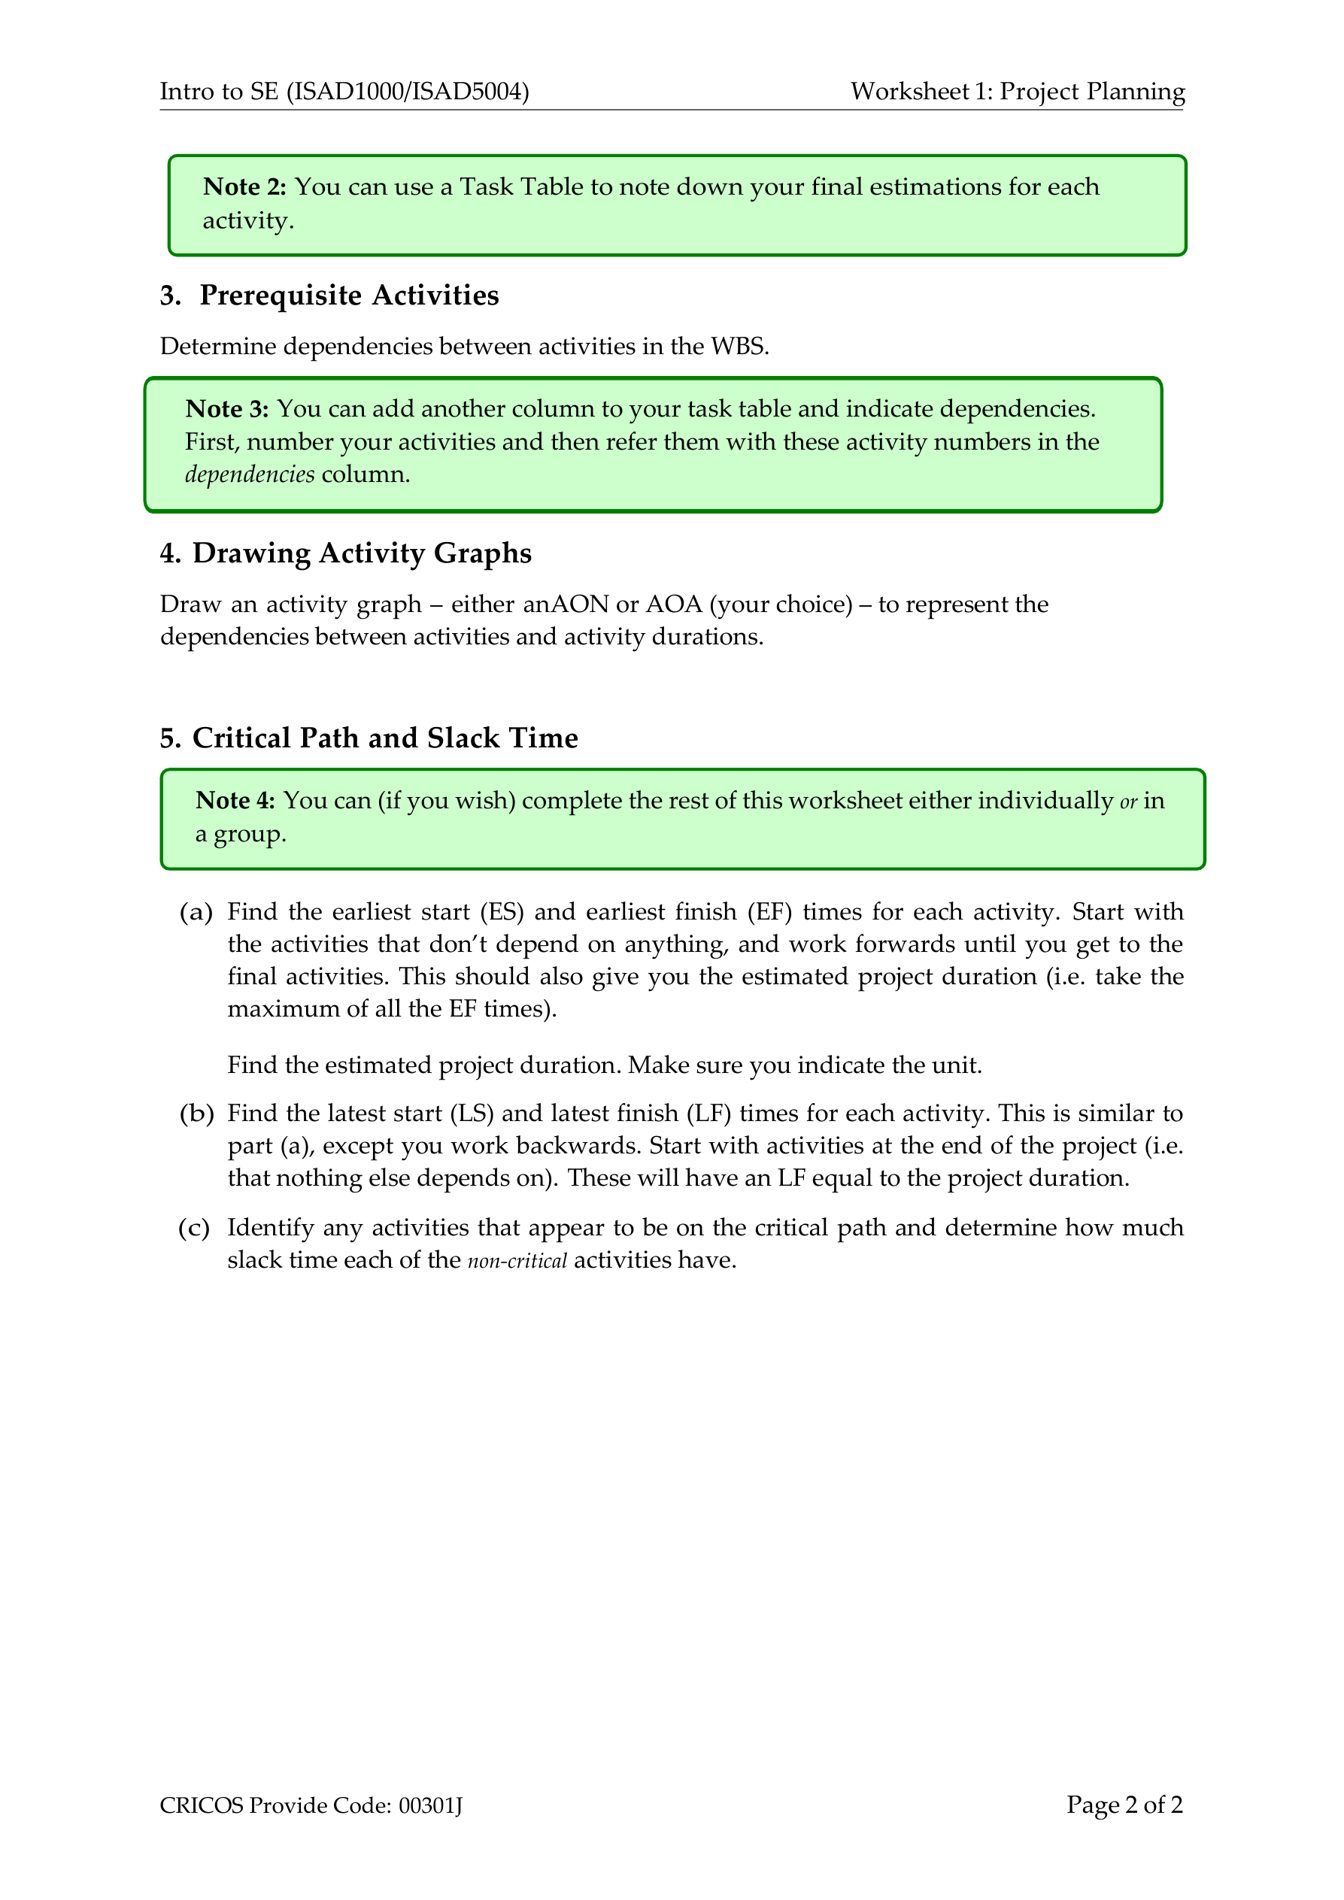 Intro to SE (ISAD1000/ISAD5004) Worksheet 1: Project Planning
Note 2: You can use a Task Table to note down your final estimations for each
activity.
3. Prerequisite Activities
Determine dependencies between activities in the WBS.
Note 3: You can add another column to your task table and indicate dependencies.
First, number your activities and then refer them with these activity numbers in the
dependencies column.
4. Drawing Activity Graphs
Draw an activity graph – either anAON or AOA (your choice) – to represent the
dependencies between activities and activity durations.
5. Critical Path and Slack Time
Note 4: You can (if you wish) complete the rest of this worksheet either individually or in
a group.
(a) Find the earliest start (ES) and earliest finish (EF) times for each activity. Start with
the activities that don’t depend on anything, and work forwards until you get to the
final activities. This should also give you the estimated project duration (i.e. take the
maximum of all the EF times).
Find the estimated project duration. Make sure you indicate the unit.
(b) Find the latest start (LS) and latest finish (LF) times for each activity. This is similar to
part (a), except you work backwards. Start with activities at the end of the project (i.e.
that nothing else depends on). These will have an LF equal to the project duration.
(c) Identify any activities that appear to be on the critical path and determine how much
slack time each of the non-critical activities have.
CRICOS Provide Code: 00301J Page 2 of 2